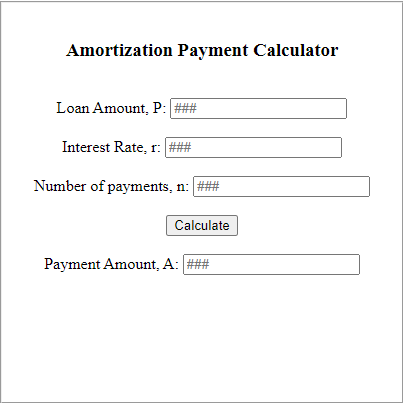 Amortization Payment Calculator
Loan Amount, P: ###
Interest Rate, r: ###
Number of payments, n: ###
Calculate
Payment Amount, A: ###